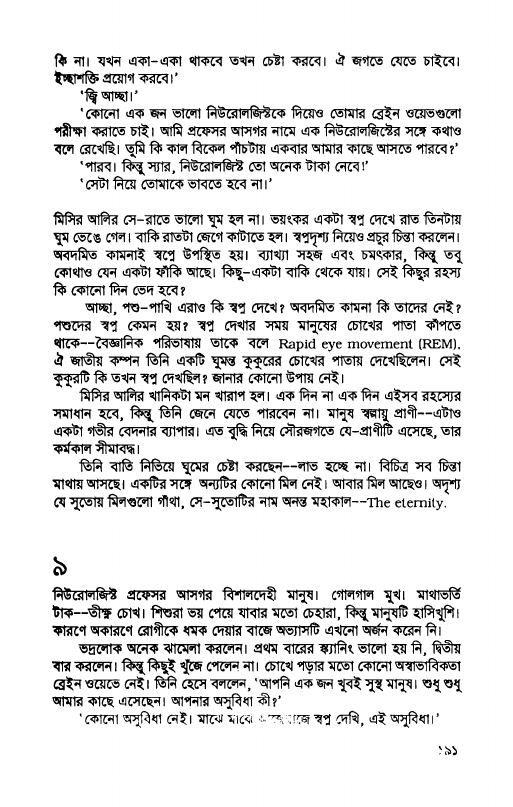 কি না। যখন একা-একা থাকবে তখন চেষ্টা করবে। ঐ জগতে যেতে চাইবে।
ইচ্ছাশক্তি প্রয়োগ করবে।’
‘জ্বি আচ্ছা।’
‘কোনো এক জন ভালো নিউরোলজিস্টকে দিয়েও তোমার ব্রেইন ওয়েভগুলো
পরীক্ষা করাতে চাই। আমি প্রফেসর আসগর নামে এক নিউরোলজিস্টের সঙ্গে কথাও
বলে রেখেছি। তুমি কি কাল বিকেল পাঁচটায় একবার আমার কাছে আসতে পারবে?’
‘পারব। কিন্তু স্যার, নিউরোলজিস্ট তো অনেক টাকা নেবে!’
‘সেটা নিয়ে তোমাকে ভাবতে হবে না।’
মিসির আলির সে-রাতে ভালো ঘুম হল না। ভয়ংকর একটা স্বপ্ন দেখে রাত তিনটায়
ঘুম ভেঙে গেল। বাকি রাতটা জেগে কাটাতে হল। স্বপ্নদৃশ্য নিয়েও প্রচুর চিন্তা করলেন।
অবদমিত কামনাই স্বপ্নে উপস্থিত হয়। ব্যাখ্যা সহজ এবং চমৎকার, কিন্তু তবু
কোথাও যেন একটা ফাঁকি আছে। কিছু-একটা বাকি থেকে যায়। সেই কিছুর রহস্য
কি কোনো দিন ভেদ হবে?
আচ্ছা, পশু-পাখি এরাও কি স্বপ্ন দেখে? অবদমিত কামনা কি তাদের নেই?
পশুদের স্বপ্ন কেমন হয়? স্বপ্ন দেখার সময় মানুষের চোখের পাতা কাঁপতে
থাকে--বৈজ্ঞানিক পরিভাষায় তাকে বলে Rapid eye movement (REM).
ঐ জাতীয় কম্পন তিনি একটি ঘুমন্ত কুকুরের চোখের পাতায় দেখেছিলেন। সেই
কুকুরটি কি তখন স্বপ্ন দেখছিল? জানার কোনো উপায় নেই।
মিসির আলির খানিকটা মন খারাপ হল। এক দিন না এক দিন এইসব রহস্যের
সমাধান হবে, কিন্তু তিনি জেনে যেতে পারবেন না। মানুষ স্বল্পায়ু প্রাণী--এটাও
একটা গভীর বেদনার ব্যাপার। এত বুদ্ধি নিয়ে সৌরজগতে যে-প্রাণীটি এসেছে, তার
কর্মকাল সীমাবদ্ধ।
তিনি বাতি নিভিয়ে ঘুমের চেষ্টা করছেন--লাভ হচ্ছে না। বিচিত্র সব চিন্তা
মাথায় আসছে। একটির সঙ্গে অন্যটির কোনো মিল নেই। আবার মিল আছেও। অদৃশ্য
যে সুতোয় মিলগুলো গাঁথা, সে-সুতোটির নাম অনন্ত মহাকাল--The eternity.
৯
নিউরোলজিস্ট প্রফেসর আসগর বিশালদেহী মানুষ। গোলগাল মুখ। মাথাভর্তি
টাক--তীক্ষ্ণ চোখ। শিশুরা ভয় পেয়ে যাবার মতো চেহারা, কিন্তু মানুষটি হাসিখুশি।
কারণে অকারণে রোগীকে ধমক দেয়ার বাজে অভ্যাসটি এখনো অর্জন করেন নি।
ভদ্রলোক অনেক ঝামেলা করলেন। প্রথম বারের স্ক্যানিং ভালো হয় নি, দ্বিতীয়
বার করলেন। কিন্তু কিছুই খুঁজে পেলেন না। চোখে পড়ার মতো কোনো অস্বাভাবিকতা
ব্রেইন ওয়েভে নেই। তিনি হেসে বললেন, ‘আপনি এক জন খুবই সুস্থ মানুষ। শুধু শুধু
আমার কাছে এসেছেন। আপনার অসুবিধা কী?’
‘কোনো অসুবিধা নেই। মাঝে মাঝে স্বপ্ন দেখি, এই অসুবিধা।’
১৯১